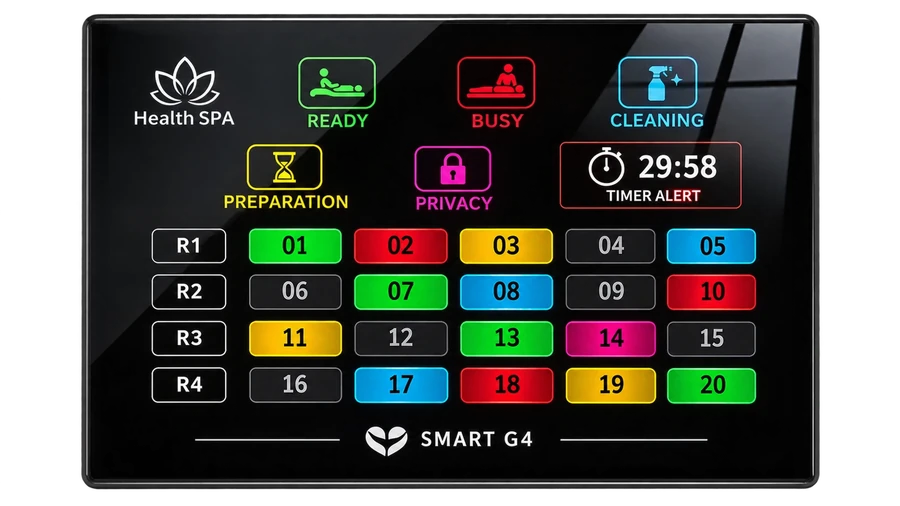 Health SPA
READY
BUSY
CLEANING
PREPARATION
PRIVACY
29:58
TIMER ALERT
R1 01 02 03 04 05
R2 06 07 08 09 10
R3 11 12 13 14 15
R4 16 17 18 19 20
SMART G4